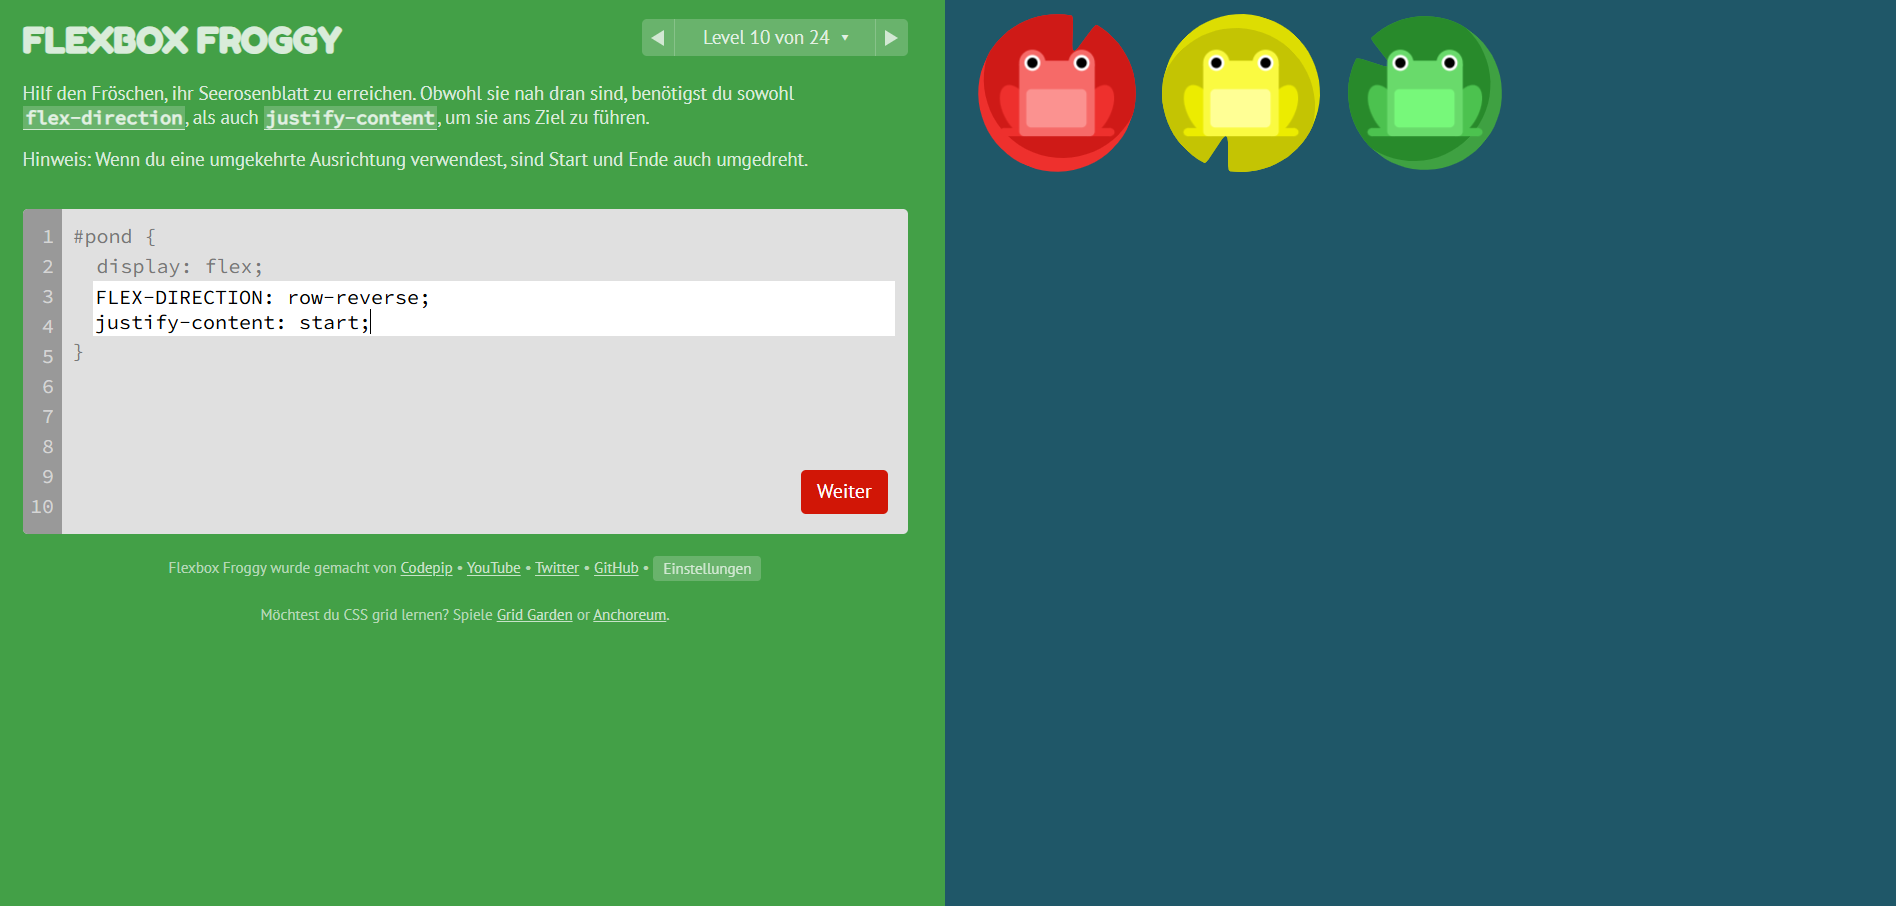 FLEXBOX FROGGY
◀ Level 10 von 24 ▾ ▶
Hilf den Fröschen, ihr Seerosenblatt zu erreichen. Obwohl sie nah dran sind, benötigst du sowohl
flex-direction, als auch justify-content, um sie ans Ziel zu führen.
Hinweis: Wenn du eine umgekehrte Ausrichtung verwendest, sind Start und Ende auch umgedreht.
1 #pond {
2 display: flex;
3 FLEX-DIRECTION: row-reverse;
4 justify-content: start;
5 }
6
7
8
9
10
Weiter
Flexbox Froggy wurde gemacht von Codepip • YouTube • Twitter • GitHub • Einstellungen
Möchtest du CSS grid lernen? Spiele Grid Garden or Anchoreum.